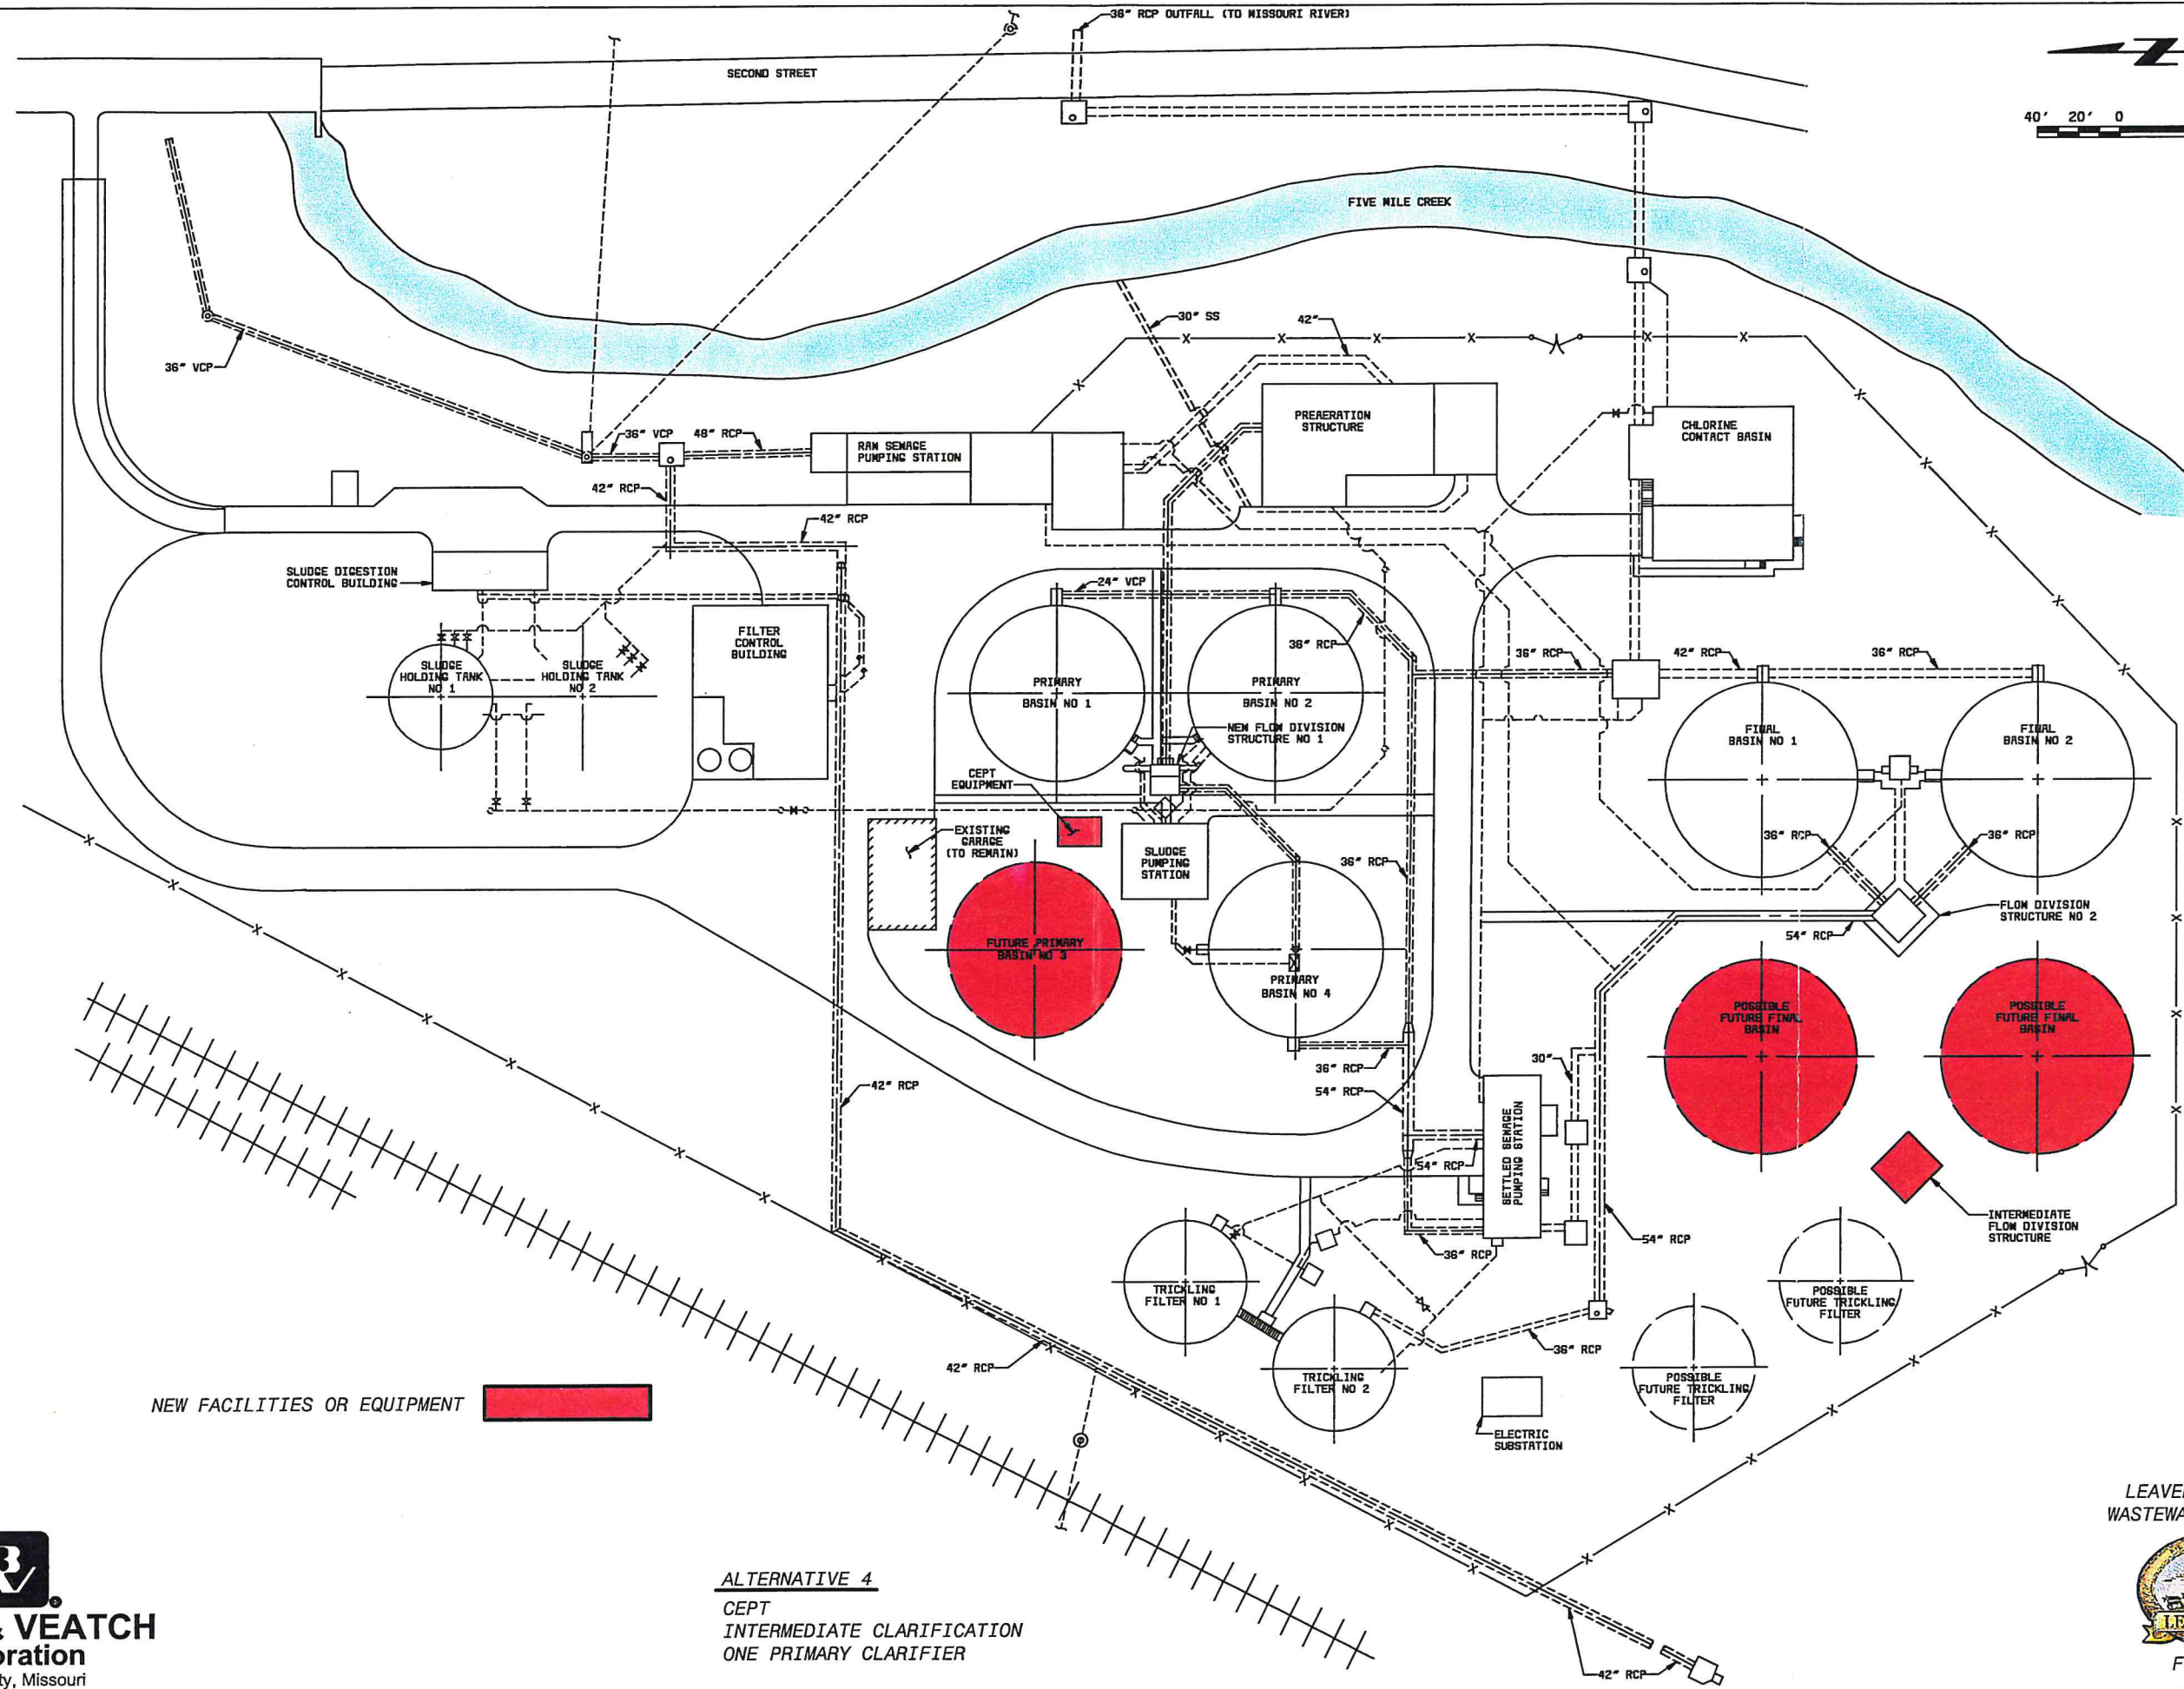 36" RCP OUTFALL (TO MISSOURI RIVER)
SECOND STREET
Z
40' 20' 0
FIVE MILE CREEK
30" SS
42"
36" VCP
PREAERATION
STRUCTURE
CHLORINE
CONTACT BASIN
36" VCP
48" RCP
RAW SEWAGE
PUMPING STATION
42" RCP
42" RCP
SLUDGE DIGESTION
CONTROL BUILDING
24" VCP
FILTER
CONTROL
BUILDING
36" RCP
36" RCP
42" RCP
36" RCP
SLUDGE
HOLDING TANK
NO 1
SLUDGE
HOLDING TANK
NO 2
PRIMARY
BASIN NO 1
PRIMARY
BASIN NO 2
NEW FLOW DIVISION
STRUCTURE NO 1
FINAL
BASIN NO 1
FINAL
BASIN NO 2
CEPT
EQUIPMENT
EXISTING
GARAGE
(TO REMAIN)
SLUDGE
PUMPING
STATION
36" RCP
36" RCP
36" RCP
FLOW DIVISION
STRUCTURE NO 2
54" RCP
FUTURE PRIMARY
BASIN NO 3
PRIMARY
BASIN NO 4
POSSIBLE
FUTURE FINAL
BASIN
POSSIBLE
FUTURE FINAL
BASIN
36" RCP
30"
42" RCP
54" RCP
SETTLED SEWAGE
PUMPING STATION
54" RCP
INTERMEDIATE
FLOW DIVISION
STRUCTURE
54" RCP
36" RCP
TRICKLING
FILTER NO 1
POSSIBLE
FUTURE TRICKLING
FILTER
36" RCP
42" RCP
TRICKLING
FILTER NO 2
POSSIBLE
FUTURE TRICKLING
FILTER
ELECTRIC
SUBSTATION
NEW FACILITIES OR EQUIPMENT
LEAVE
WASTEWA
LE
F
B
V
& VEATCH
oration
ty, Missouri
ALTERNATIVE 4
CEPT
INTERMEDIATE CLARIFICATION
ONE PRIMARY CLARIFIER
42" RCP